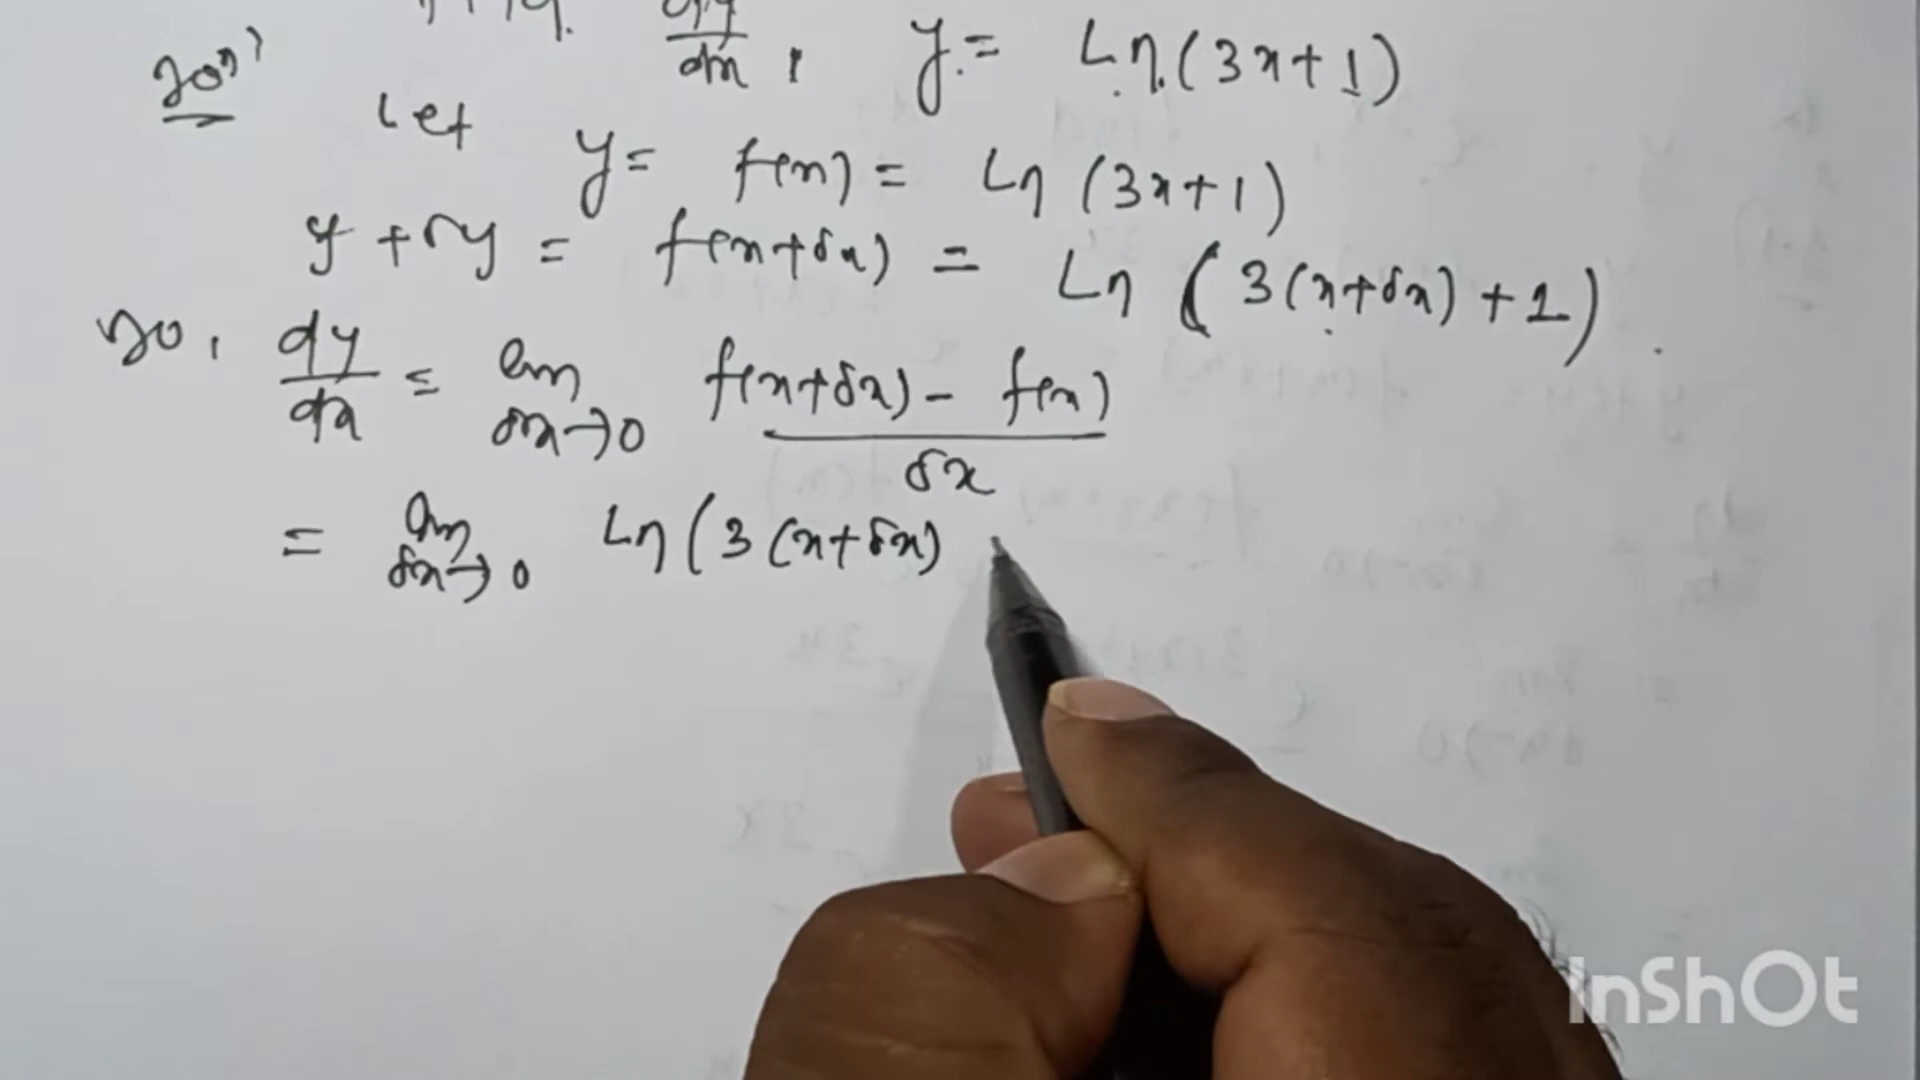 dy/dx, y = Ln(3x+1)
Soln
Let y = f(x) = Ln (3x+1)
y + δy = f(x+δx) = Ln (3(x+δx)+1)
So, dy/dx = lim δx→0 f(x+δx) - f(x) / δx
= lim δx→0 Ln(3(x+δx)
InShOt